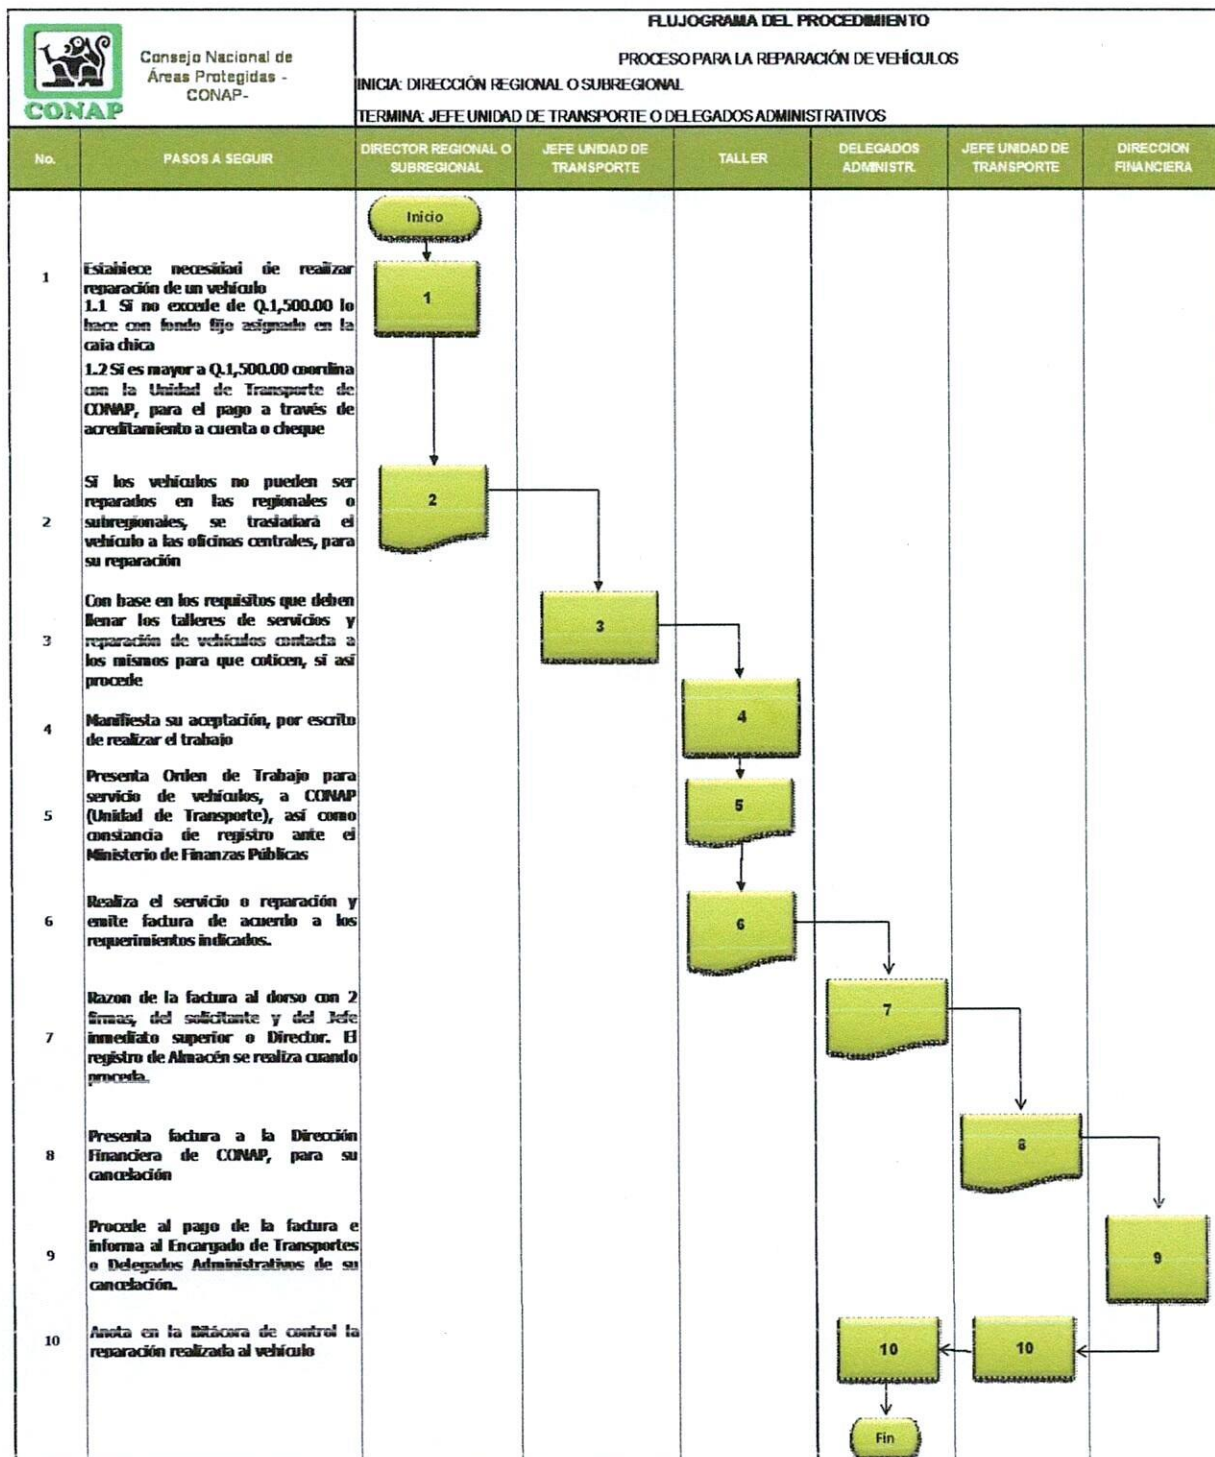 FLUJOGRAMA DEL PROCEDIMIENTO
PROCESO PARA LA REPARACIÓN DE VEHÍCULOS
INICIA: DIRECCIÓN REGIONAL O SUBREGIONAL
TERMINA: JEFE UNIDAD DE TRANSPORTE O DELEGADOS ADMINISTRATIVOS
Consejo Nacional de
Áreas Protegidas -
CONAP-
CONAP
No.
PASOS A SEGUIR
DIRECTOR REGIONAL O
SUBREGIONAL
JEFE UNIDAD DE
TRANSPORTE
TALLER
DELEGADOS
ADMINISTR.
JEFE UNIDAD DE
TRANSPORTE
DIRECCION
FINANCIERA
Inicio
1
Establece necesidad de realizar
reparación de un vehículo
1.1 Si no excede de Q.1,500.00 lo
hace con fondo fijo asignado en la
caja chica
1.2 Si es mayor a Q.1,500.00 coordina
con la Unidad de Transporte de
CONAP, para el pago a través de
acreditamiento a cuenta o cheque
1
2
Si los vehículos no pueden ser
reparados en las regionales o
subregionales, se trasladará el
vehículo a las oficinas centrales, para
su reparación
2
3
Con base en los requisitos que deben
llenar los talleres de servicios y
reparación de vehículos contacta a
los mismos para que coticen, si así
procede
3
4
Manifiesta su aceptación, por escrito
de realizar el trabajo
4
5
Presenta Orden de Trabajo para
servicio de vehículos, a CONAP
(Unidad de Transporte), así como
constancia de registro ante el
Ministerio de Finanzas Públicas
5
6
Realiza el servicio o reparación y
emite factura de acuerdo a los
requerimientos indicados.
6
7
Razon de la factura al dorso con 2
firmas, del solicitante y del Jefe
inmediato superior o Director. El
registro de Almacén se realiza cuando
proceda.
7
8
Presenta factura a la Dirección
Financiera de CONAP, para su
cancelación
8
9
Procede al pago de la factura e
informa al Encargado de Transportes
o Delegados Administrativos de su
cancelación.
9
10
Anota en la Bitácora de control la
reparación realizada al vehículo
10
10
Fin